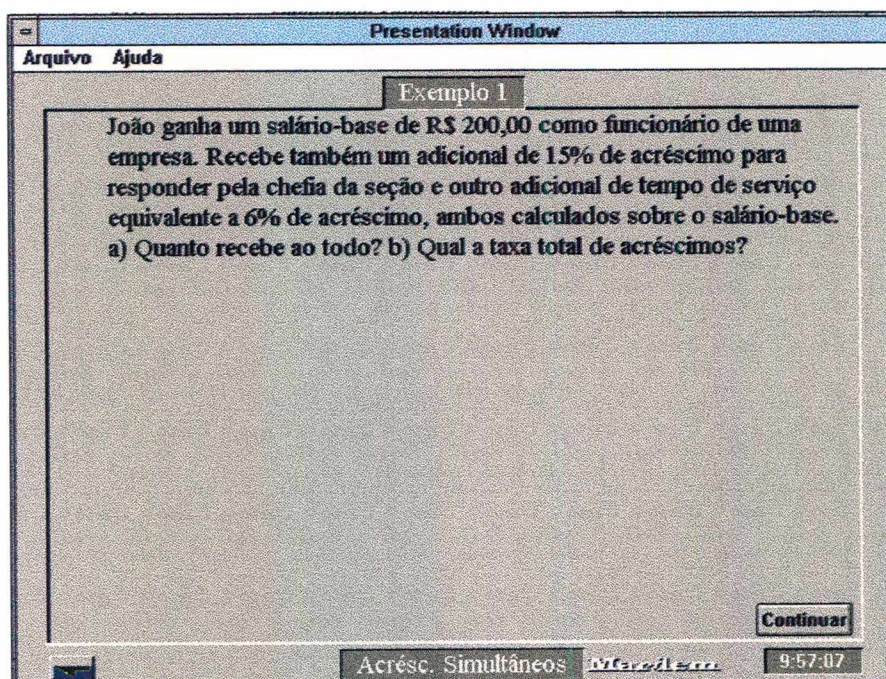 Presentation Window
Arquivo Ajuda
Exemplo 1
João ganha um salário-base de R$ 200,00 como funcionário de uma
empresa. Recebe também um adicional de 15% de acréscimo para
responder pela chefia da seção e outro adicional de tempo de serviço
equivalente a 6% de acréscimo, ambos calculados sobre o salário-base.
a) Quanto recebe ao todo? b) Qual a taxa total de acréscimos?
Continuar
Acrésc. Simultâneos 9:57:07